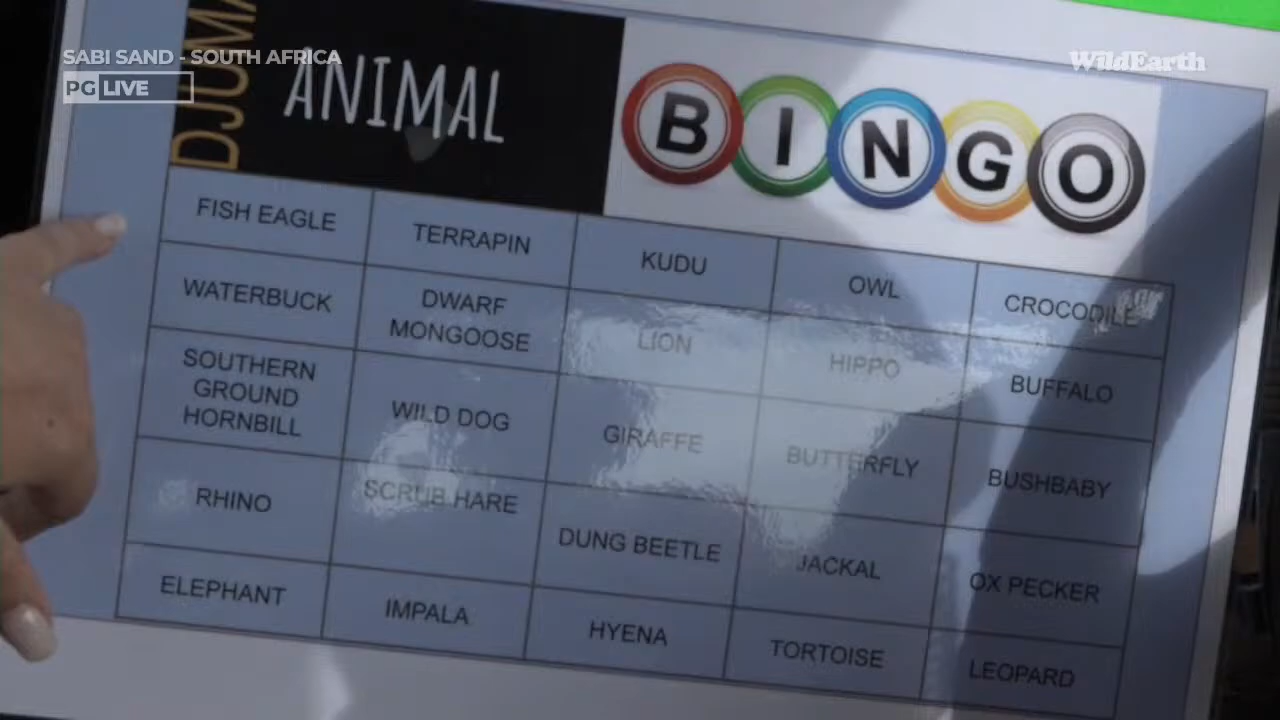 SABI SAND - SOUTH AFRICA
PG LIVE
WildEarth
DJUMA
ANIMAL
BINGO
FISH EAGLE
TERRAPIN
KUDU
OWL
CROCODILE
WATERBUCK
DWARF
MONGOOSE
LION
HIPPO
BUFFALO
SOUTHERN
GROUND
HORNBILL
WILD DOG
GIRAFFE
BUTTERFLY
BUSHBABY
RHINO
SCRUB HARE
DUNG BEETLE
JACKAL
OX PECKER
ELEPHANT
IMPALA
HYENA
TORTOISE
LEOPARD